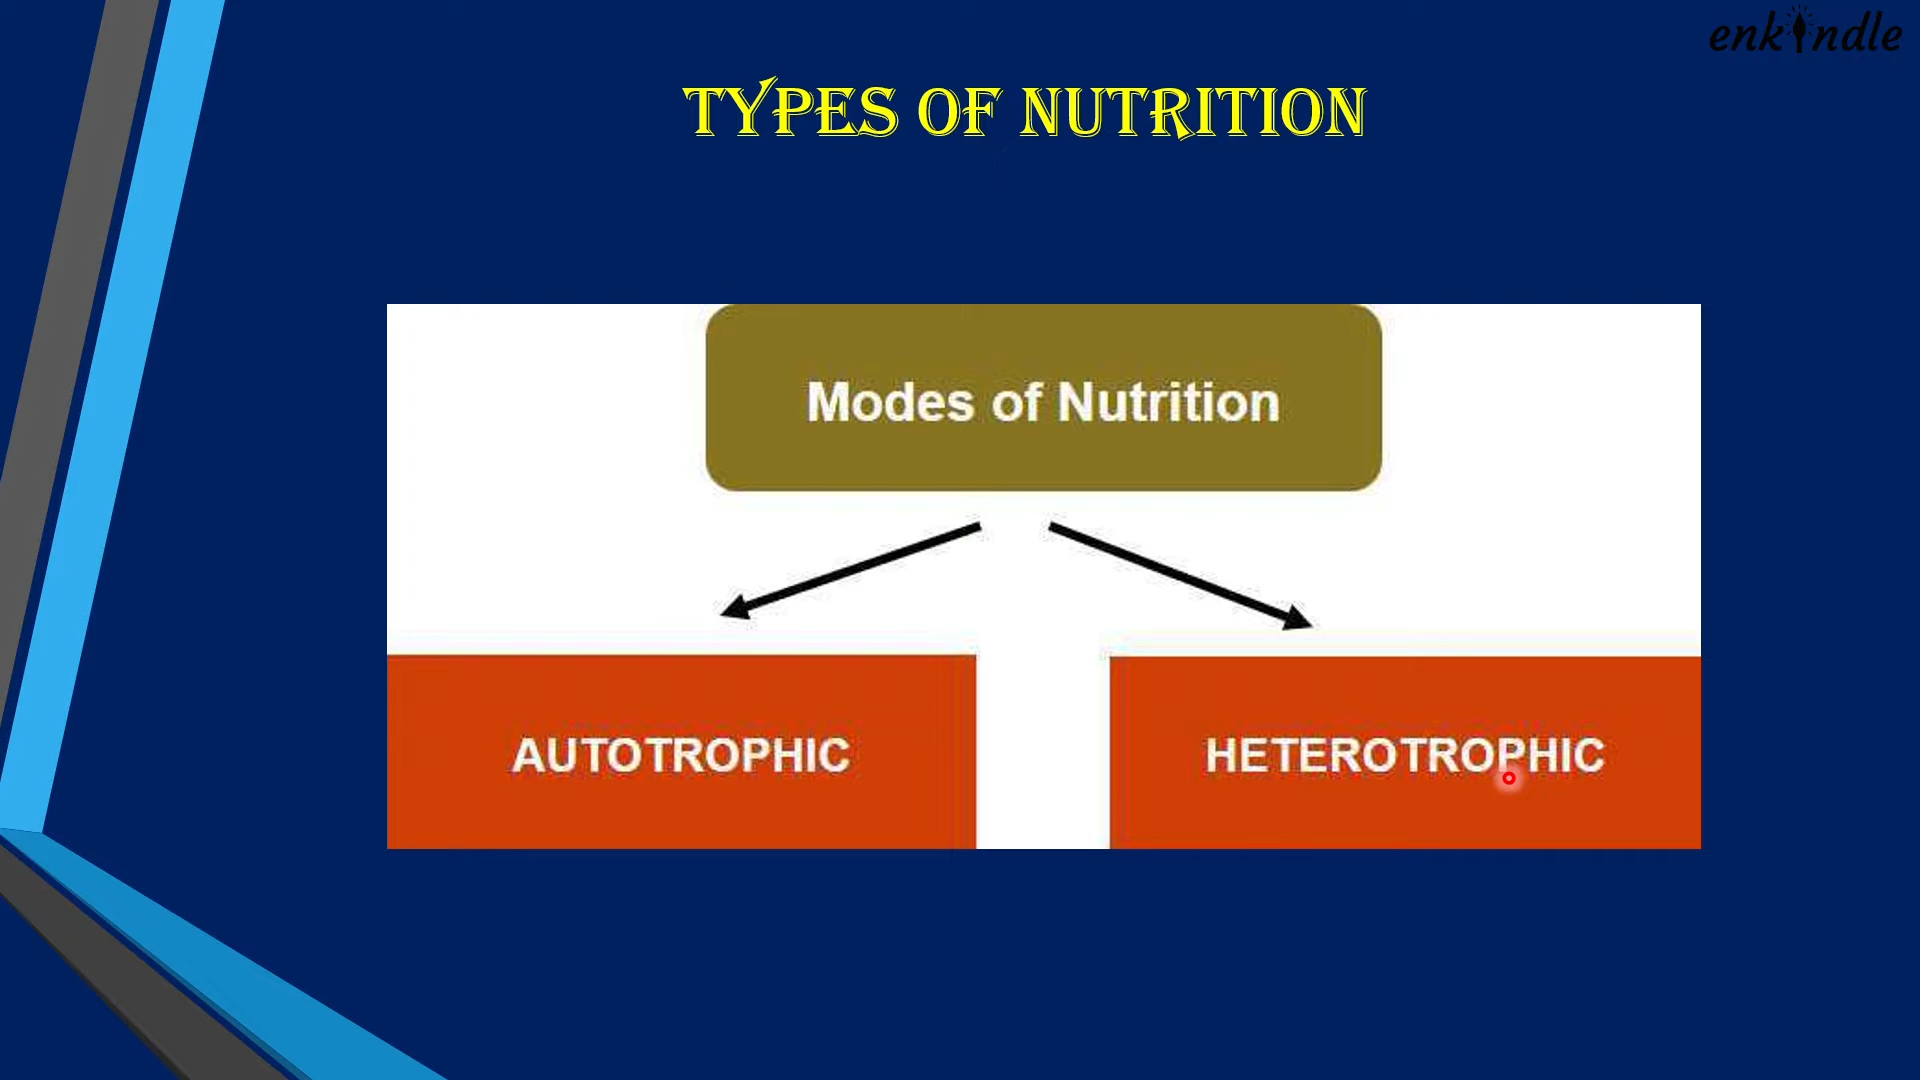 enkindle
TYPES OF NUTRITION
Modes of Nutrition
AUTOTROPHIC
HETEROTROPHIC